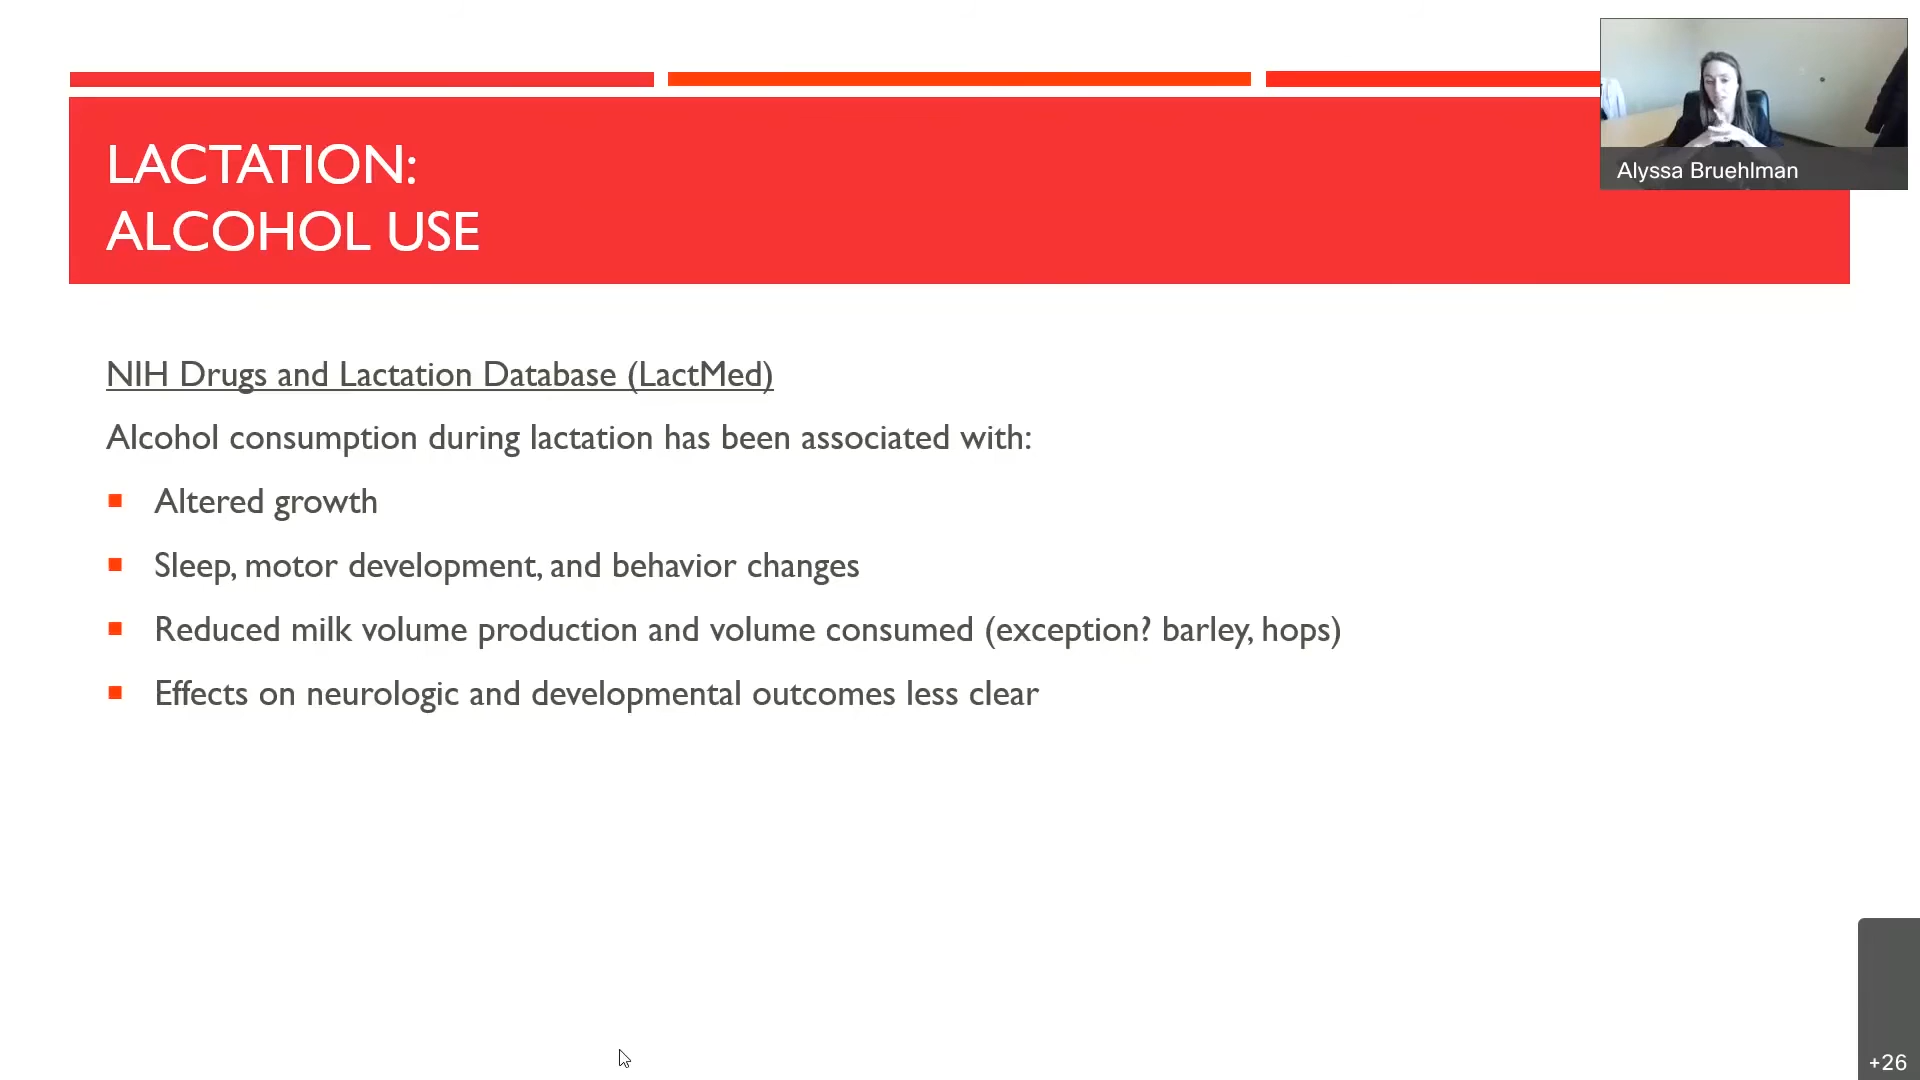 LACTATION:
ALCOHOL USE
Alyssa Bruehlman
NIH Drugs and Lactation Database (LactMed)
Alcohol consumption during lactation has been associated with:
Altered growth
Sleep, motor development, and behavior changes
Reduced milk volume production and volume consumed (exception? barley, hops)
Effects on neurologic and developmental outcomes less clear
+26